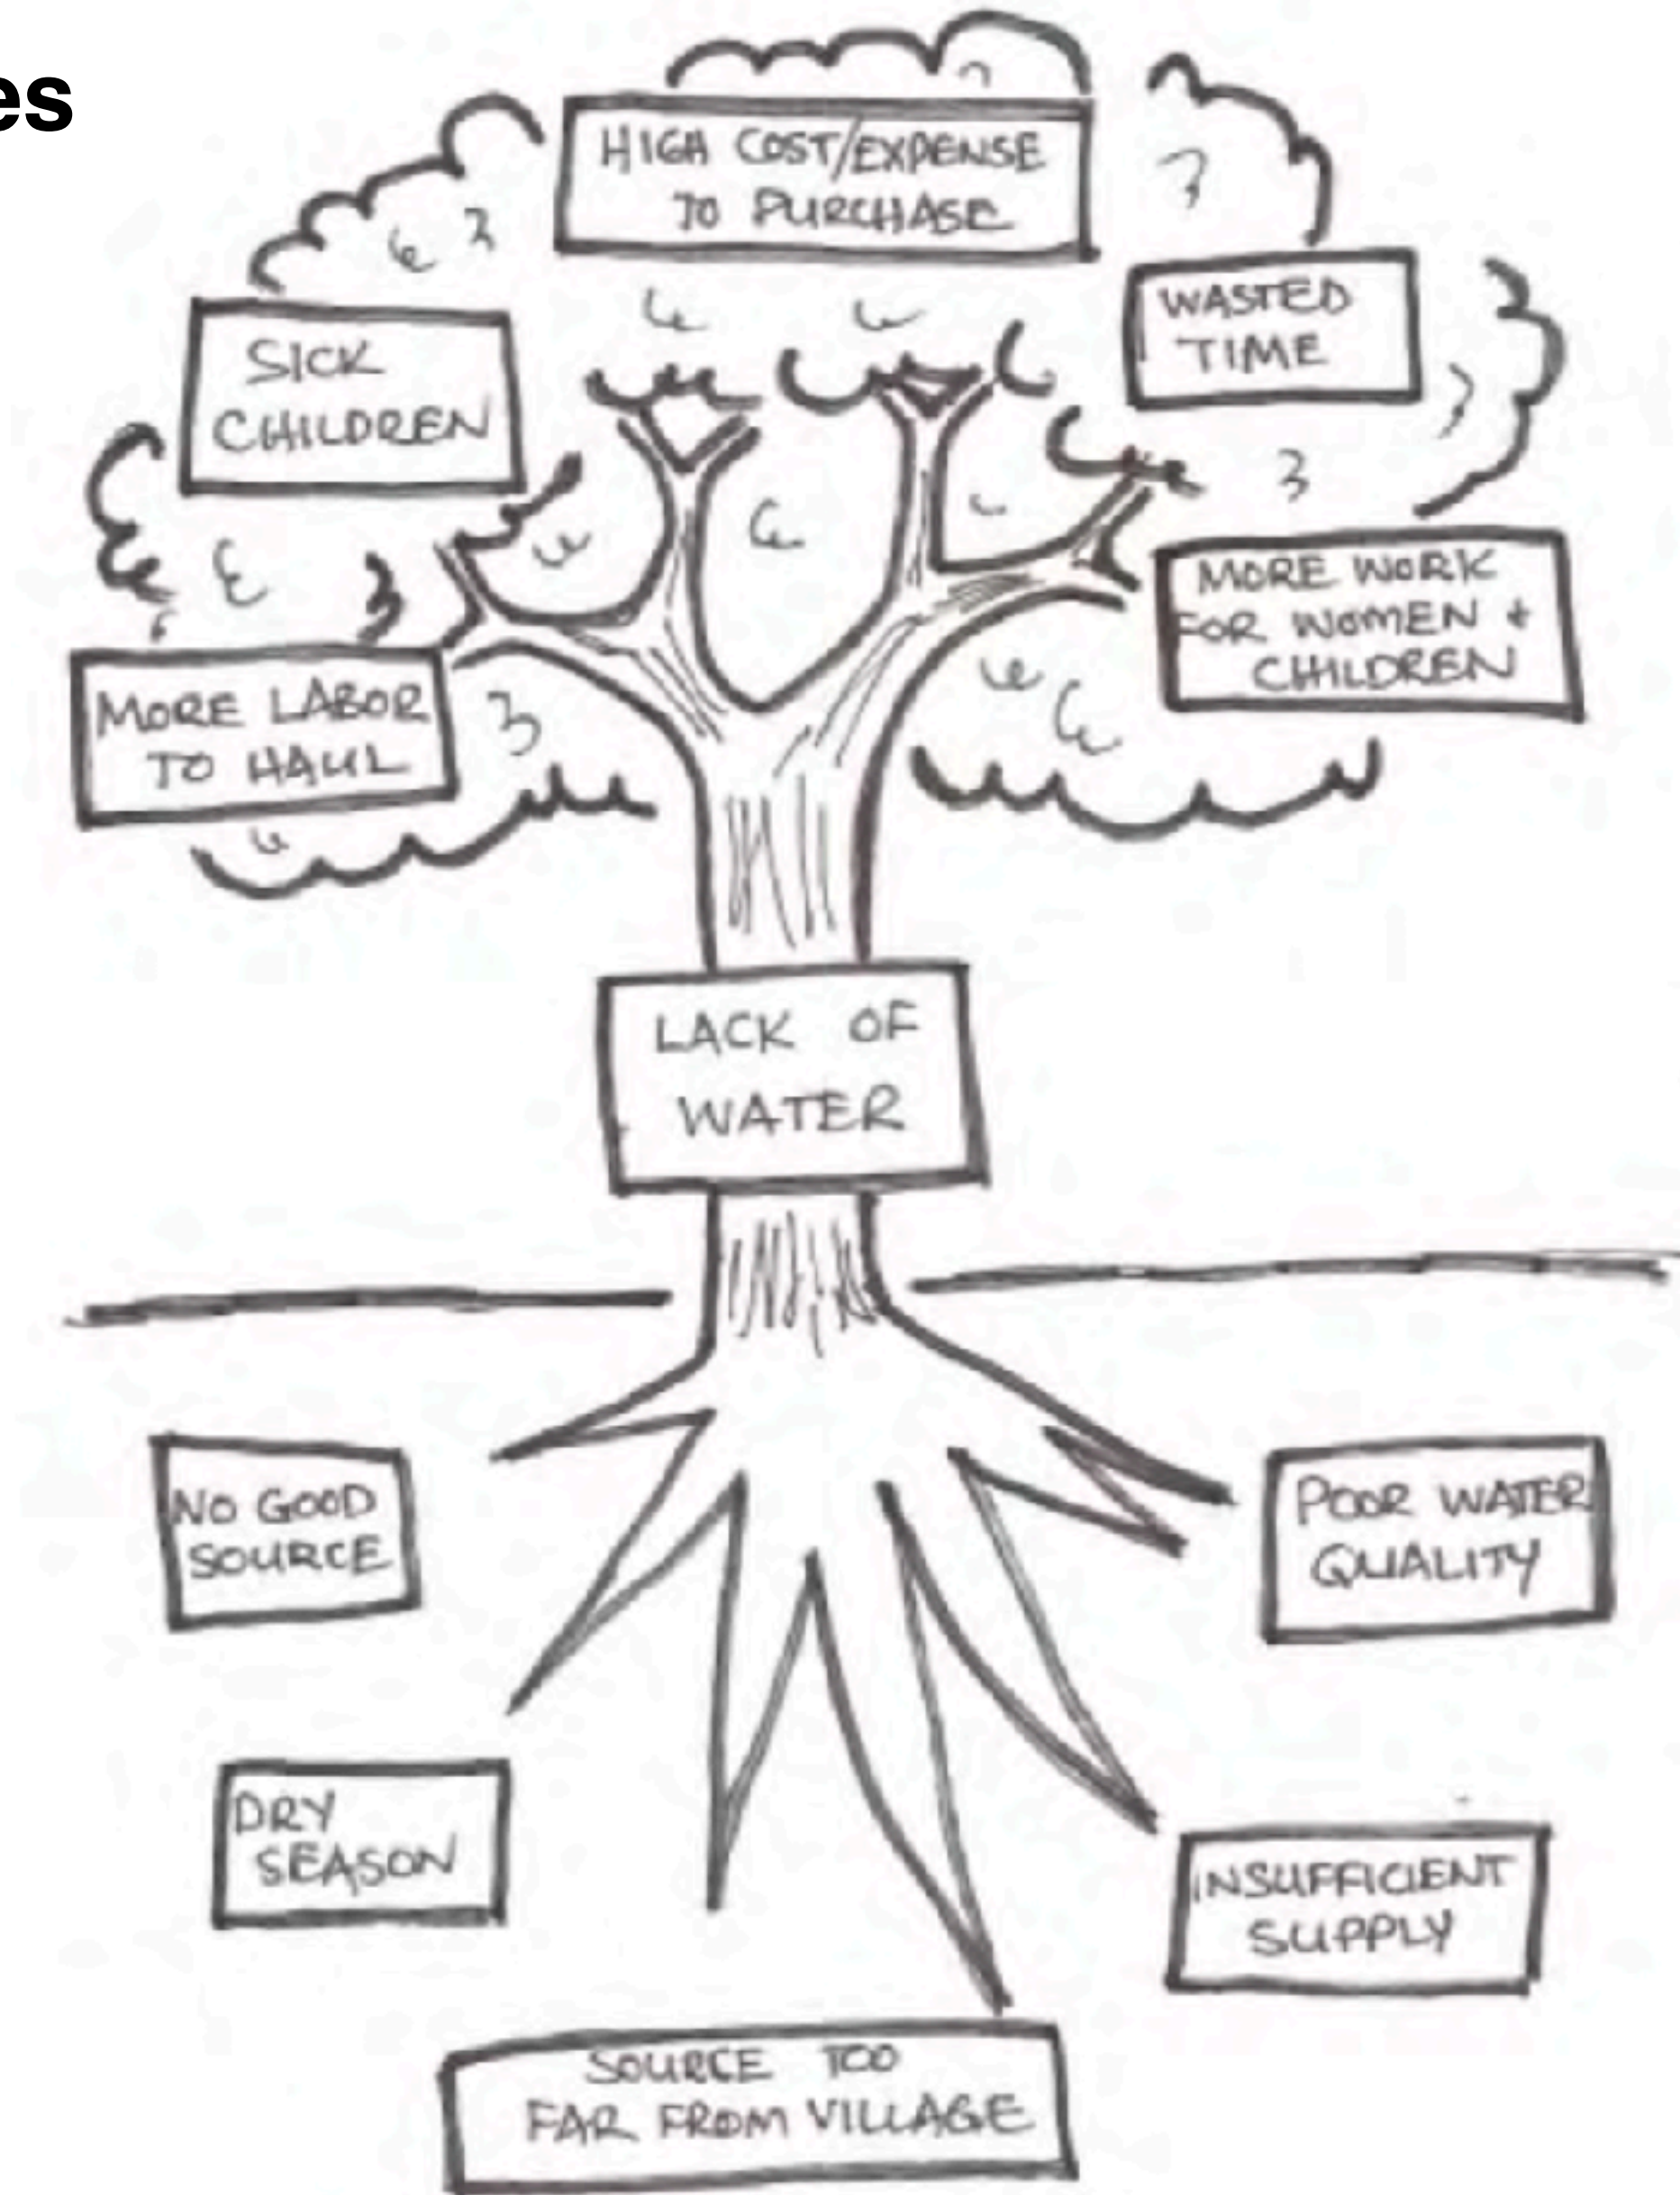 es
HIGH COST/EXPENSE
TO PURCHASE
WASTED
TIME
SICK
CHILDREN
MORE WORK
FOR WOMEN &
CHILDREN
MORE LABOR
TO HAUL
LACK OF
WATER
NO GOOD
SOURCE
POOR WATER
QUALITY
DRY
SEASON
INSUFFICIENT
SUPPLY
SOURCE TOO
FAR FROM VILLAGE